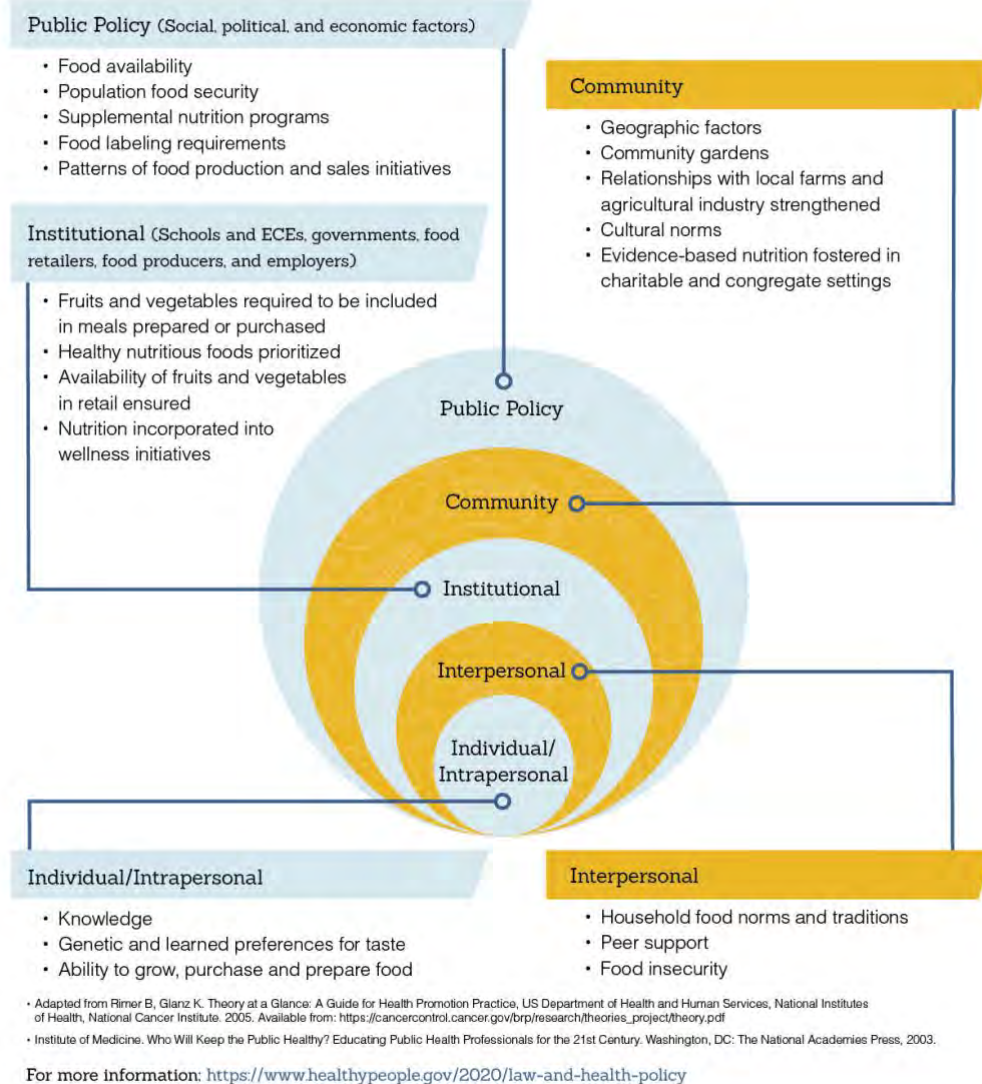 Public Policy (Social, political, and economic factors)
• Food availability
• Population food security
• Supplemental nutrition programs
• Food labeling requirements
• Patterns of food production and sales initiatives
Community
• Geographic factors
• Community gardens
• Relationships with local farms and
agricultural industry strengthened
• Cultural norms
• Evidence-based nutrition fostered in
charitable and congregate settings
Institutional (Schools and ECEs, governments, food
retailers, food producers, and employers)
• Fruits and vegetables required to be included
in meals prepared or purchased
• Healthy nutritious foods prioritized
• Availability of fruits and vegetables
in retail ensured
• Nutrition incorporated into
wellness initiatives
Public Policy
Community
Institutional
Interpersonal
Individual/
Intrapersonal
Individual/Intrapersonal
• Knowledge
• Genetic and learned preferences for taste
• Ability to grow, purchase and prepare food
Interpersonal
• Household food norms and traditions
• Peer support
• Food insecurity
• Adapted from Rimer B, Glanz K. Theory at a Glance: A Guide for Health Promotion Practice, US Department of Health and Human Services, National Institutes
of Health, National Cancer Institute. 2005. Available from: https://cancercontrol.cancer.gov/brp/research/theories_project/theory.pdf
• Institute of Medicine. Who Will Keep the Public Healthy? Educating Public Health Professionals for the 21st Century. Washington, DC: The National Academies Press, 2003.
For more information: https://www.healthypeople.gov/2020/law-and-health-policy